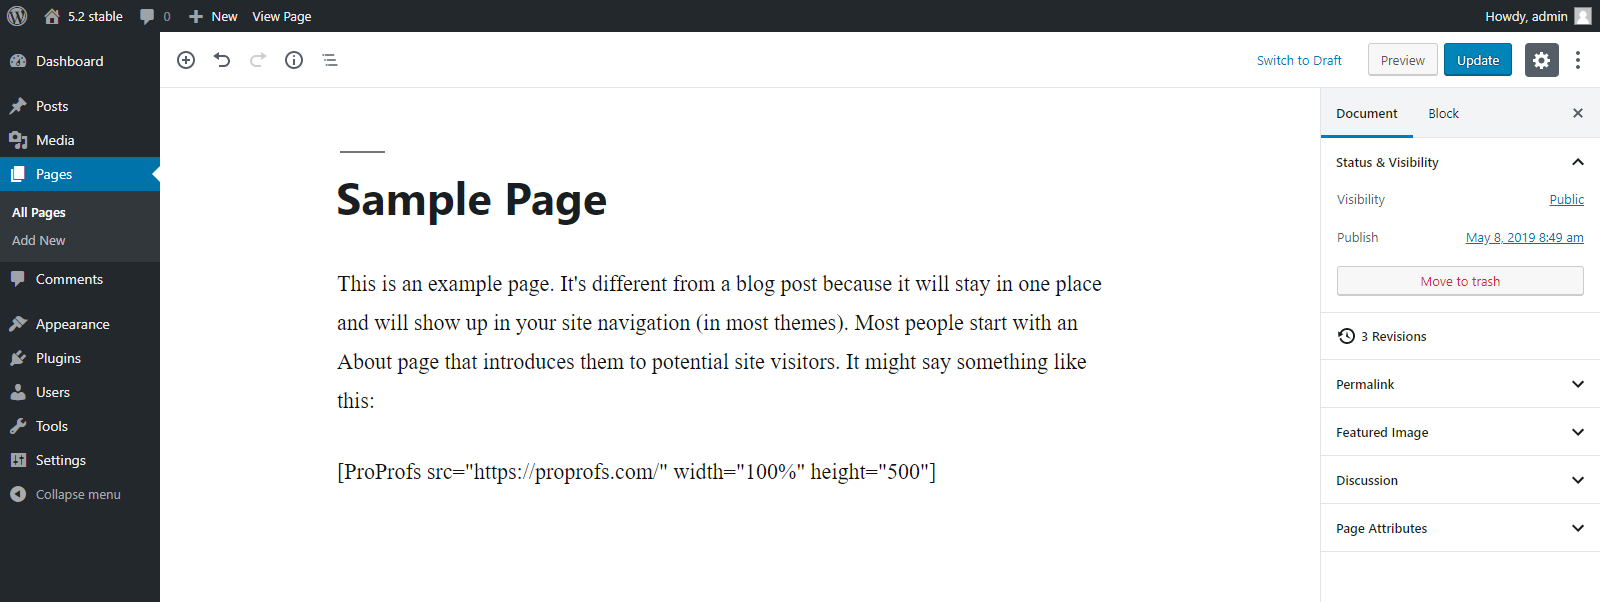 5.2 stable 0 New View Page Howdy, admin
Dashboard
Posts
Media
Pages
All Pages
Add New
Comments
Appearance
Plugins
Users
Tools
Settings
Collapse menu
Switch to Draft Preview Update
Sample Page
This is an example page. It's different from a blog post because it will stay in one place
and will show up in your site navigation (in most themes). Most people start with an
About page that introduces them to potential site visitors. It might say something like
this:
[ProProfs src="https://proprofs.com/" width="100%" height="500"]
Document Block
Status & Visibility
Visibility Public
Publish May 8, 2019 8:49 am
Move to trash
3 Revisions
Permalink
Featured Image
Discussion
Page Attributes